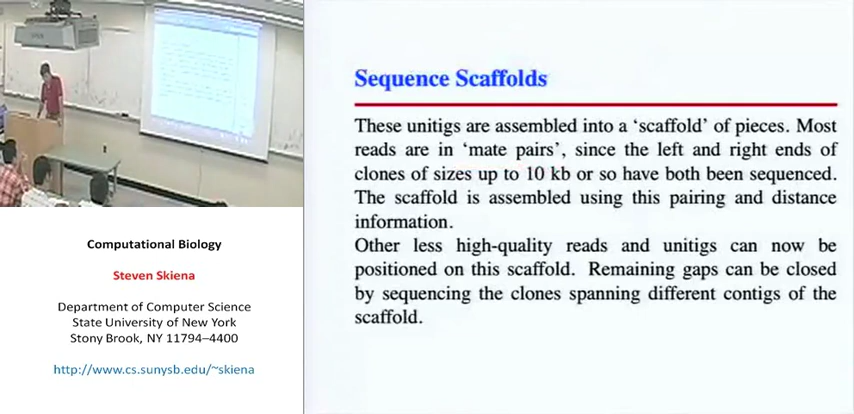 Computational Biology
Steven Skiena
Department of Computer Science
State University of New York
Stony Brook, NY 11794–4400
http://www.cs.sunysb.edu/~skiena
Sequence Scaffolds
These unitigs are assembled into a ‘scaffold’ of pieces. Most
reads are in ‘mate pairs’, since the left and right ends of
clones of sizes up to 10 kb or so have both been sequenced.
The scaffold is assembled using this pairing and distance
information.
Other less high-quality reads and unitigs can now be
positioned on this scaffold. Remaining gaps can be closed
by sequencing the clones spanning different contigs of the
scaffold.